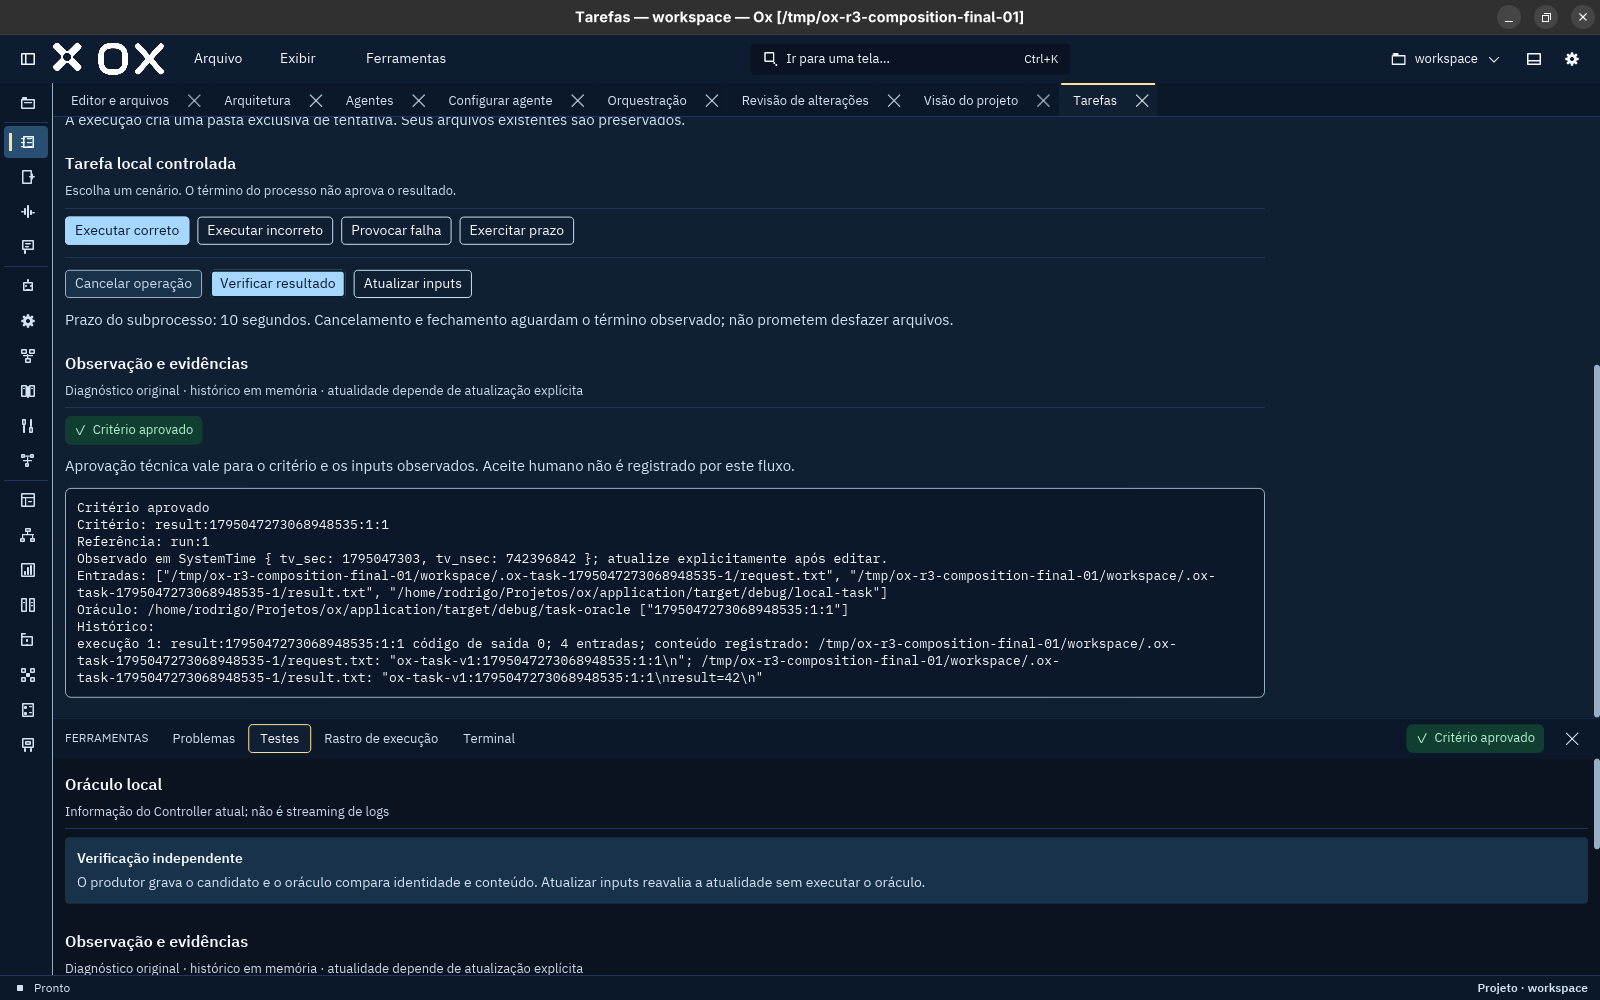 Tarefas — workspace — Ox [/tmp/ox-r3-composition-final-01]
OX
Arquivo
Exibir
Ferramentas
Ir para uma tela...
Ctrl+K
workspace
Editor e arquivos
Arquitetura
Agentes
Configurar agente
Orquestração
Revisão de alterações
Visão do projeto
Tarefas
A execução cria uma pasta exclusiva de tentativa. Seus arquivos existentes são preservados.
Tarefa local controlada
Escolha um cenário. O término do processo não aprova o resultado.
Executar correto
Executar incorreto
Provocar falha
Exercitar prazo
Cancelar operação
Verificar resultado
Atualizar inputs
Prazo do subprocesso: 10 segundos. Cancelamento e fechamento aguardam o término observado; não prometem desfazer arquivos.
Observação e evidências
Diagnóstico original · histórico em memória · atualidade depende de atualização explícita
✓ Critério aprovado
Aprovação técnica vale para o critério e os inputs observados. Aceite humano não é registrado por este fluxo.
Critério aprovado
Critério: result:1795047273068948535:1:1
Referência: run:1
Observado em SystemTime { tv_sec: 1795047303, tv_nsec: 742396842 }; atualize explicitamente após editar.
Entradas: ["/tmp/ox-r3-composition-final-01/workspace/.ox-task-1795047273068948535-1/request.txt", "/tmp/ox-r3-composition-final-01/workspace/.ox-
task-1795047273068948535-1/result.txt", "/home/rodrigo/Projetos/ox/application/target/debug/local-task"]
Oráculo: /home/rodrigo/Projetos/ox/application/target/debug/task-oracle ["1795047273068948535:1:1"]
Histórico:
execução 1: result:1795047273068948535:1:1 código de saída 0; 4 entradas; conteúdo registrado: /tmp/ox-r3-composition-final-01/workspace/.ox-
task-1795047273068948535-1/request.txt: "ox-task-v1:1795047273068948535:1:1\n"; /tmp/ox-r3-composition-final-01/workspace/.ox-
task-1795047273068948535-1/result.txt: "ox-task-v1:1795047273068948535:1:1\nresult=42\n"
FERRAMENTAS
Problemas
Testes
Rastro de execução
Terminal
✓ Critério aprovado
Oráculo local
Informação do Controller atual; não é streaming de logs
Verificação independente
O produtor grava o candidato e o oráculo compara identidade e conteúdo. Atualizar inputs reavalia a atualidade sem executar o oráculo.
Observação e evidências
Diagnóstico original · histórico em memória · atualidade depende de atualização explícita
Pronto
Projeto · workspace